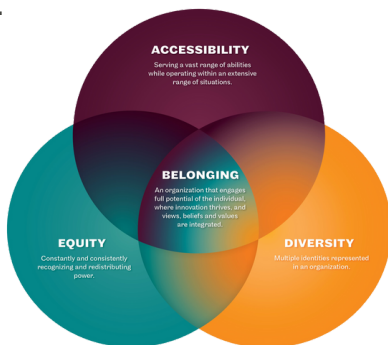 ACCESSIBILITY
Serving a vast range of abilities
while operating within an extensive
range of situations.
BELONGING
An organization that engages
full potential of the individual,
where innovation thrives, and
views, beliefs and values
are integrated.
EQUITY
Constantly and consistently
recognizing and redistributing
power.
DIVERSITY
Multiple identities represented
in an organization.